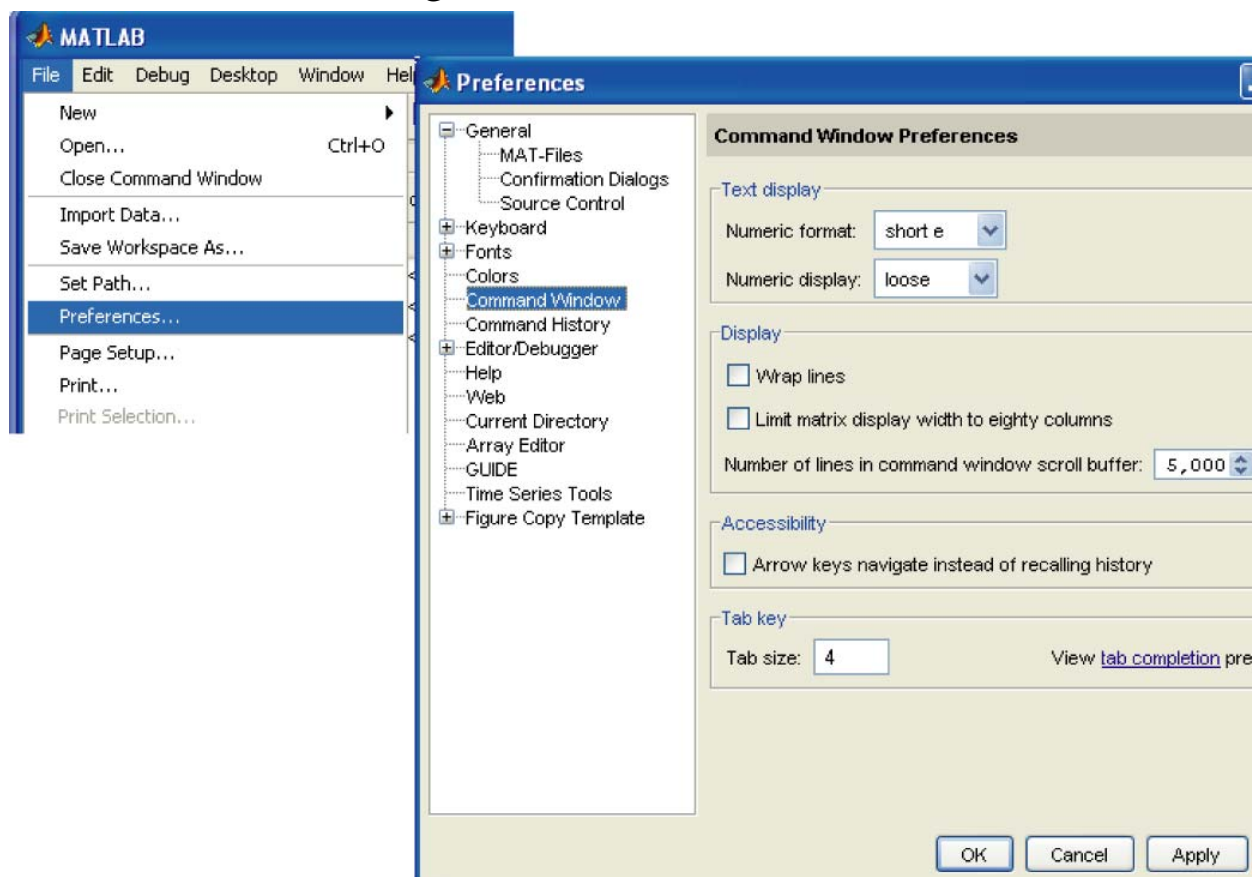 MATLAB
File Edit Debug Desktop Window Hel
New
Open... Ctrl+O
Close Command Window
Import Data...
Save Workspace As...
Set Path...
Preferences...
Page Setup...
Print...
Print Selection...
Preferences
General
MAT-Files
Confirmation Dialogs
Source Control
Keyboard
Fonts
Colors
Command Window
Command History
Editor/Debugger
Help
Web
Current Directory
Array Editor
GUIDE
Time Series Tools
Figure Copy Template
Command Window Preferences
Text display
Numeric format: short e
Numeric display: loose
Display
Wrap lines
Limit matrix display width to eighty columns
Number of lines in command window scroll buffer: 5,000
Accessibility
Arrow keys navigate instead of recalling history
Tab key
Tab size: 4 View tab completion pre
OK Cancel Apply